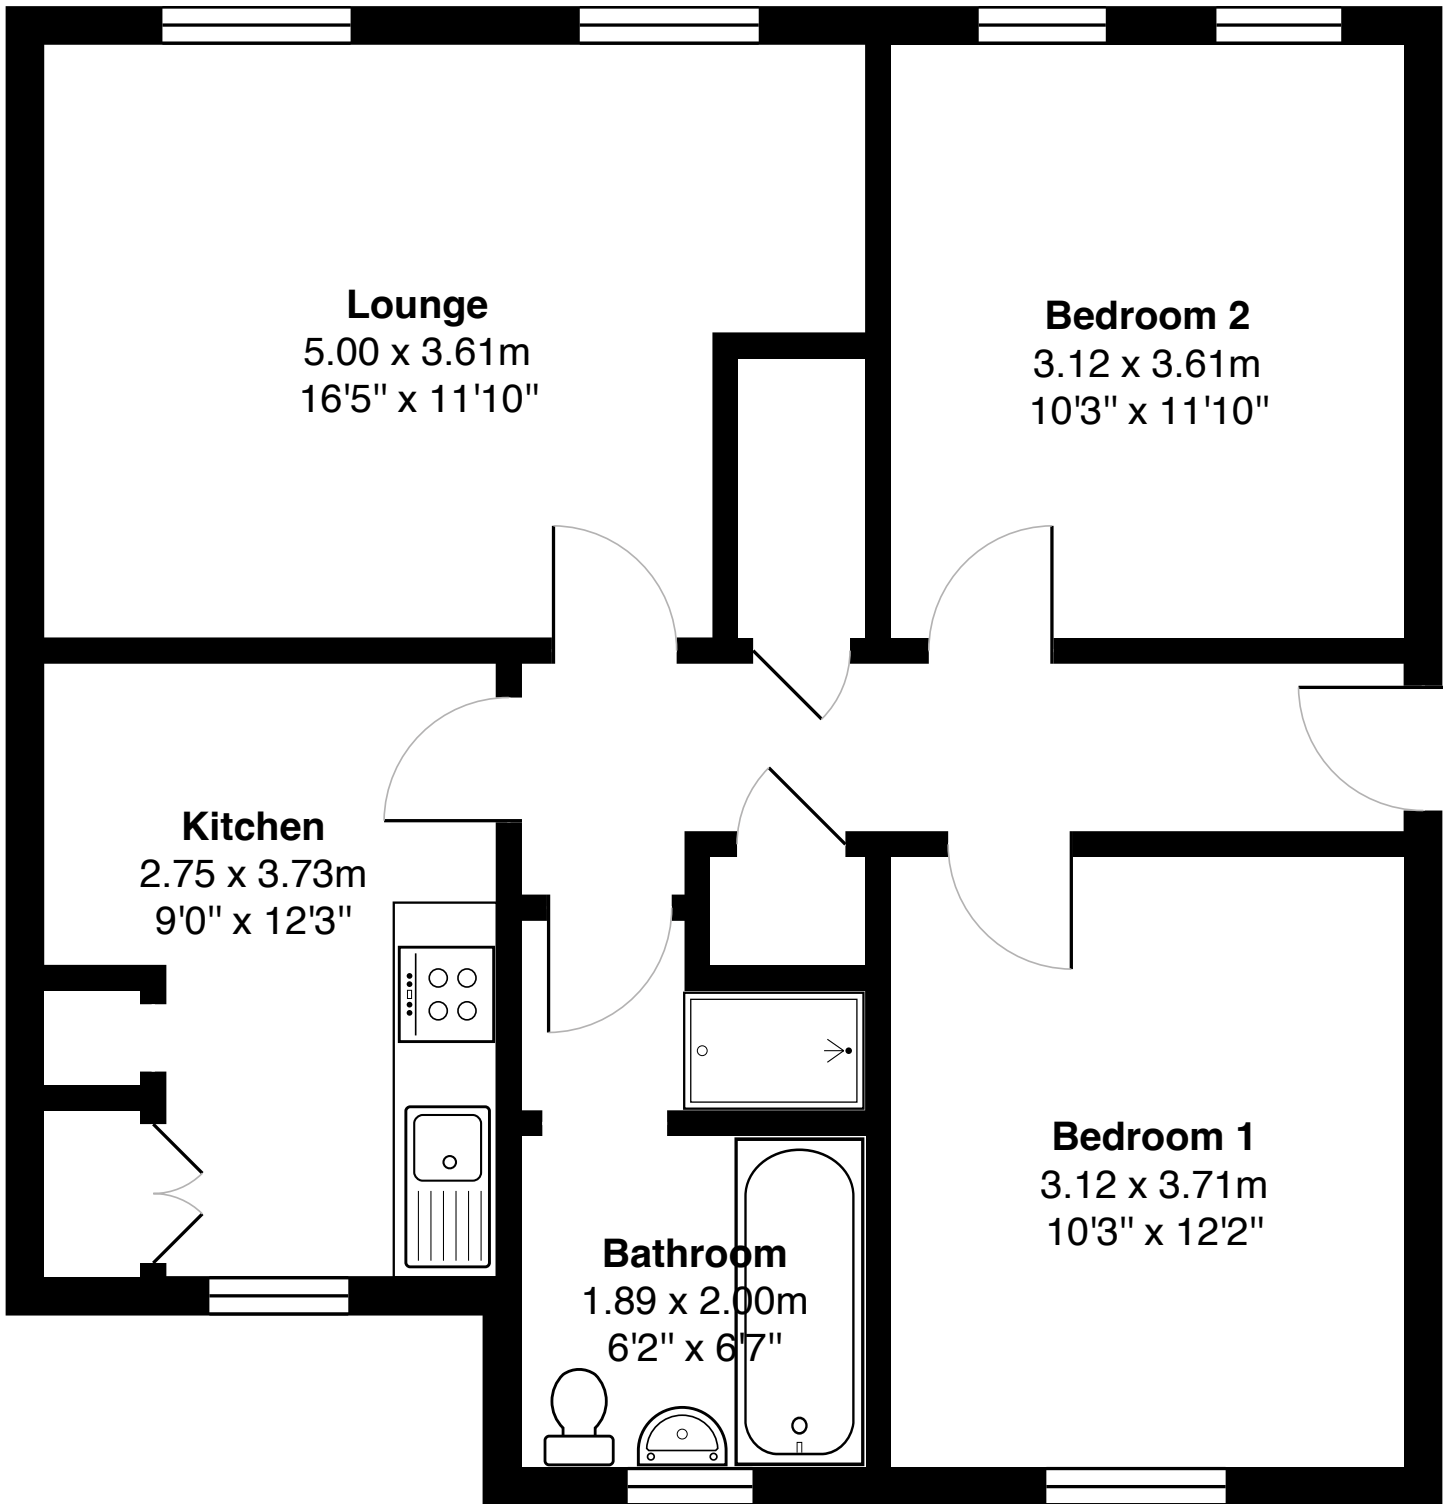 Lounge
5.00 x 3.61m
16'5" x 11'10"
Bedroom 2
3.12 x 3.61m
10'3" x 11'10"
Kitchen
2.75 x 3.73m
9'0" x 12'3"
Bedroom 1
3.12 x 3.71m
10'3" x 12'2"
Bathroom
1.89 x 2.00m
6'2" x 6'7"